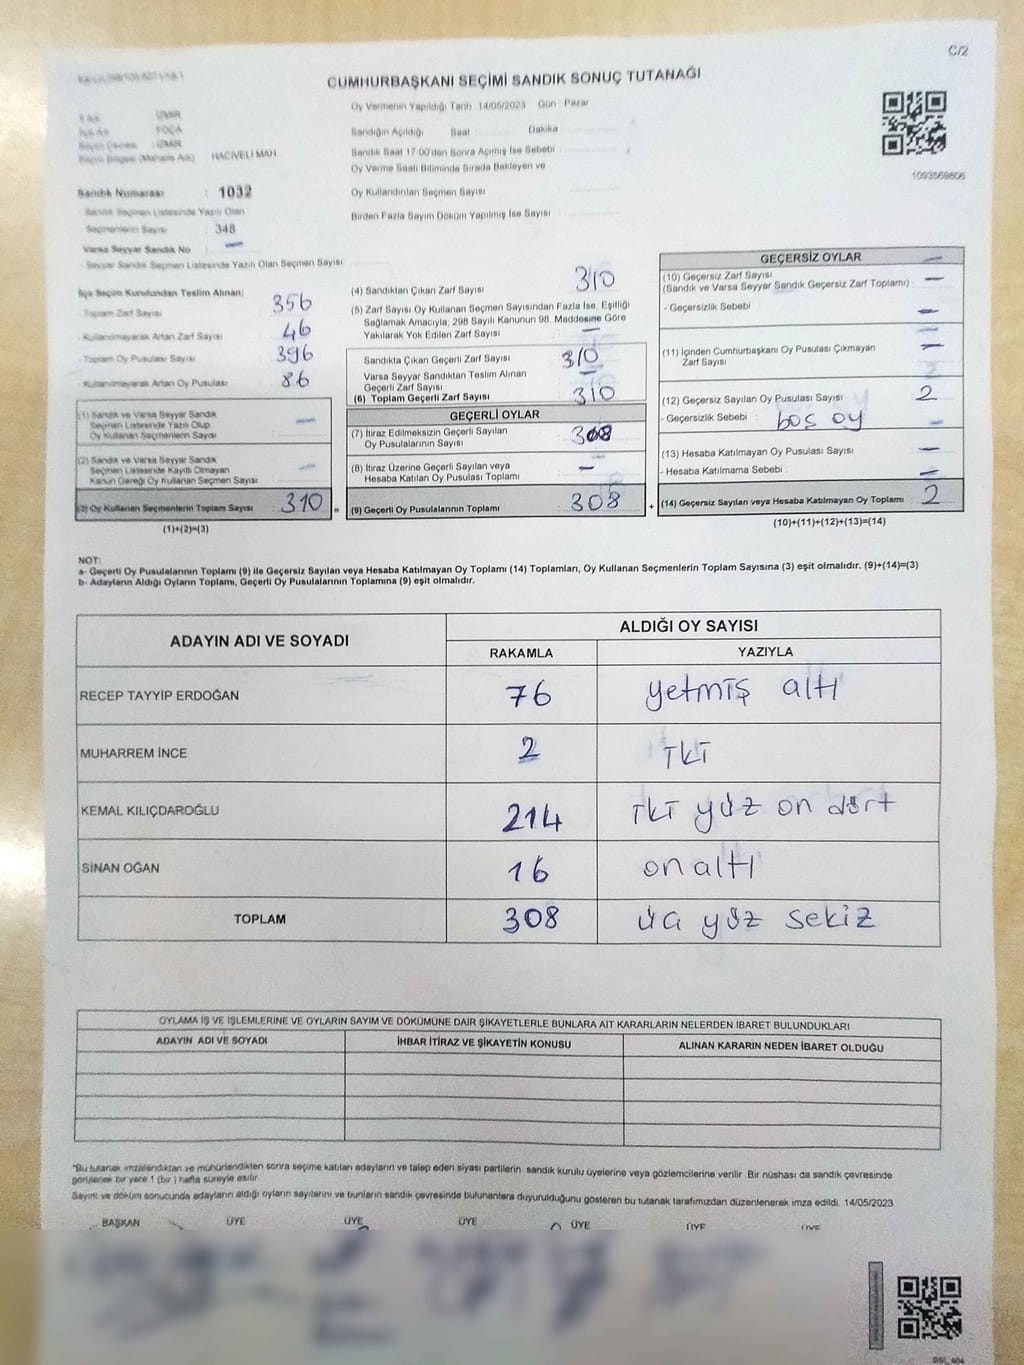 C/2
CUMHURBAŞKANI SEÇİMİ SANDIK SONUÇ TUTANAĞI
İli Adı : İZMİR
İlçe Adı : FOÇA
Seçim Çevresi : İZMİR
Seçim Bölgesi (Mahalle Adı) : HACIVELİ MAH
Sandık Numarası : 1032
Sandık Seçmen Listesinde Yazılı Olan
Seçmenlerin Sayısı : 348
Varsa Seyyar Sandık No : —
- Seyyar Sandık Seçmen Listesinde Yazılı Olan Seçmen Sayısı:
Oy Vermenin Yapıldığı Tarih :14/05/2023 Gün : Pazar
Sandığın Açıldığı Saat Dakika
Sandık Saat 17:00'den Sonra Açımış İse Sebebi :
Oy Verme Saati Bitiminde Sırada Bekleyen ve
Oy Kullandırılan Seçmen Sayısı
Birden Fazla Sayım Döküm Yapılmış İse Sayısı
1093569806
İlçe Seçim Kurulundan Teslim Alınan;
- Toplam Zarf Sayısı 356
- Kullanılmayarak Artan Zarf Sayısı 46
- Toplam Oy Pusulası Sayısı 396
- Kullanılmayarak Artan Oy Pusulası 86
(1) Sandık ve Varsa Seyyar Sandık
Seçmen Listesinde Yazılı Olup
Oy Kullanan Seçmenlerin Sayısı —
(2) Sandık ve Varsa Seyyar Sandık
Seçmen Listesinde Kayıtlı Olmayan
Kanun Gereği Oy Kullanan Seçmen Sayısı —
(3) Oy Kullanan Seçmenlerin Toplam Sayısı 310 =
(1)+(2)=(3)
(4) Sandıktan Çıkan Zarf Sayısı 310
(5) Zarf Sayısı Oy Kullanan Seçmen Sayısından Fazla İse, Eşitliği
Sağlamak Amacıyla, 298 Sayılı Kanunun 98. Maddesine Göre
Yakılarak Yok Edilen Zarf Sayısı —
Sandıkta Çıkan Geçerli Zarf Sayısı 310
Varsa Seyyar Sandıktan Teslim Alınan
Geçerli Zarf Sayısı —
(6) Toplam Geçerli Zarf Sayısı 310
GEÇERLİ OYLAR
(7) İtiraz Edilmeksizin Geçerli Sayılan
Oy Pusulalarının Sayısı 308
(8) İtiraz Üzerine Geçerli Sayılan veya
Hesaba Katılan Oy Pusulası Toplamı —
(9) Geçerli Oy Pusulalarının Toplamı 308 +
GEÇERSİZ OYLAR —
(10) Geçersiz Zarf Sayısı
(Sandık ve Varsa Seyyar Sandık Geçersiz Zarf Toplamı) : —
- Geçersizlik Sebebi : —
(11) İçinden Cumhurbaşkanı Oy Pusulası Çıkmayan
Zarf Sayısı —
(12) Geçersiz Sayılan Oy Pusulası Sayısı 2
- Geçersizlik Sebebi : boş oy —
(13) Hesaba Katılmayan Oy Pusulası Sayısı —
- Hesaba Katılmama Sebebi : —
(14) Geçersiz Sayılan veya Hesaba Katılmayan Oy Toplamı 2
(10)+(11)+(12)+(13)=(14)
NOT:
a- Geçerli Oy Pusulalarının Toplamı (9) ile Geçersiz Sayılan veya Hesaba Katılmayan Oy Toplamı (14) Toplamları, Oy Kullanan Seçmenlerin Toplam Sayısına (3) eşit olmalıdır. (9)+(14)=(3)
b- Adayların Aldığı Oyların Toplamı, Geçerli Oy Pusulalarının Toplamına (9) eşit olmalıdır.
ADAYIN ADI VE SOYADI ALDIĞI OY SAYISI
RAKAMLA YAZIYLA
RECEP TAYYİP ERDOĞAN 76 yetmiş altı
MUHARREM İNCE 2 iki
KEMAL KILIÇDAROĞLU 214 iki yüz on dört
SİNAN OĞAN 16 on altı
TOPLAM 308 üç yüz sekiz
OYLAMA İŞ VE İŞLEMLERİNE VE OYLARIN SAYIM VE DÖKÜMÜNE DAİR ŞİKAYETLERLE BUNLARA AİT KARARLARIN NELERDEN İBARET BULUNDUKLARI
ADAYIN ADI VE SOYADI İHBAR İTİRAZ VE ŞİKAYETİN KONUSU ALINAN KARARIN NEDEN İBARET OLDUĞU
*Bu tutanak imzalandıktan ve mühürlendikten sonra seçime katılan adayların ve talep eden siyasi partilerin sandık kurulu üyelerine veya gözlemcilerine verilir. Bir nüshası da sandık çevresinde
görülecek bir yere 1 (bir ) hafta süreyle asılır.
Sayım ve döküm sonucunda adayların aldığı oyların sayılarını ve bunların sandık çevresinde bulunanlara duyurulduğunu gösteren bu tutanak tarafımızdan düzenlenerek imza edildi. 14/05/2023
BAŞKAN ÜYE ÜYE ÜYE ÜYE ÜYE ÜYE